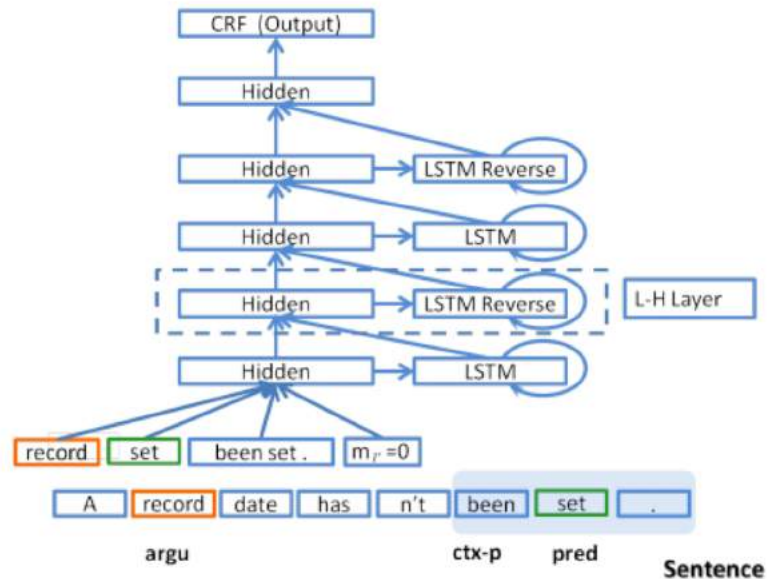 CRF (Output)
Hidden
Hidden LSTM Reverse
Hidden LSTM
Hidden LSTM Reverse L-H Layer
Hidden LSTM
record set been set . mᵣ=0
A record date has n't been set .
argu ctx-p pred
Sentence